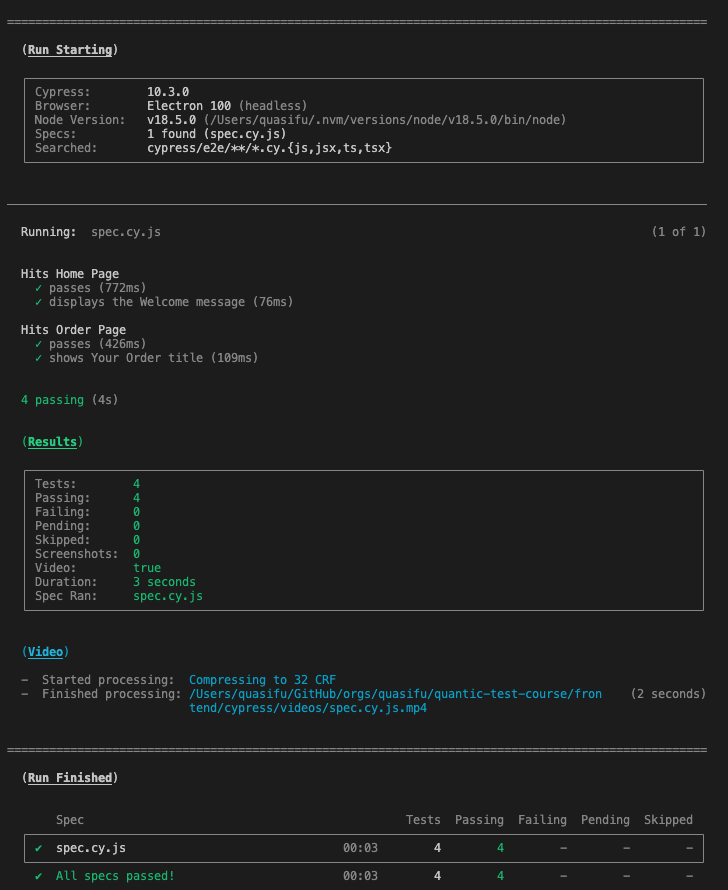 (Run Starting)
Cypress: 10.3.0
Browser: Electron 100 (headless)
Node Version: v18.5.0 (/Users/quasifu/.nvm/versions/node/v18.5.0/bin/node)
Specs: 1 found (spec.cy.js)
Searched: cypress/e2e/**/*.cy.{js,jsx,ts,tsx}
Running: spec.cy.js (1 of 1)
Hits Home Page
✓ passes (772ms)
✓ displays the Welcome message (76ms)
Hits Order Page
✓ passes (426ms)
✓ shows Your Order title (109ms)
4 passing (4s)
(Results)
Tests: 4
Passing: 4
Failing: 0
Pending: 0
Skipped: 0
Screenshots: 0
Video: true
Duration: 3 seconds
Spec Ran: spec.cy.js
(Video)
– Started processing: Compressing to 32 CRF
– Finished processing: /Users/quasifu/GitHub/orgs/quasifu/quantic-test-course/fron (2 seconds)
tend/cypress/videos/spec.cy.js.mp4
(Run Finished)
Spec Tests Passing Failing Pending Skipped
✔ spec.cy.js 00:03 4 4 – – –
✔ All specs passed! 00:03 4 4 – – –